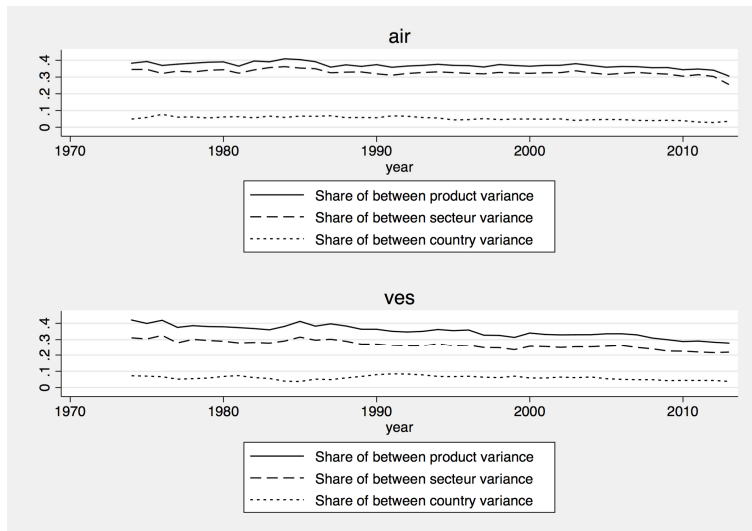 air
0 .1 .2 .3 .4
1970 1980 1990 2000 2010
year
Share of between product variance
Share of between secteur variance
Share of between country variance
ves
0 .1 .2 .3 .4
1970 1980 1990 2000 2010
year
Share of between product variance
Share of between secteur variance
Share of between country variance